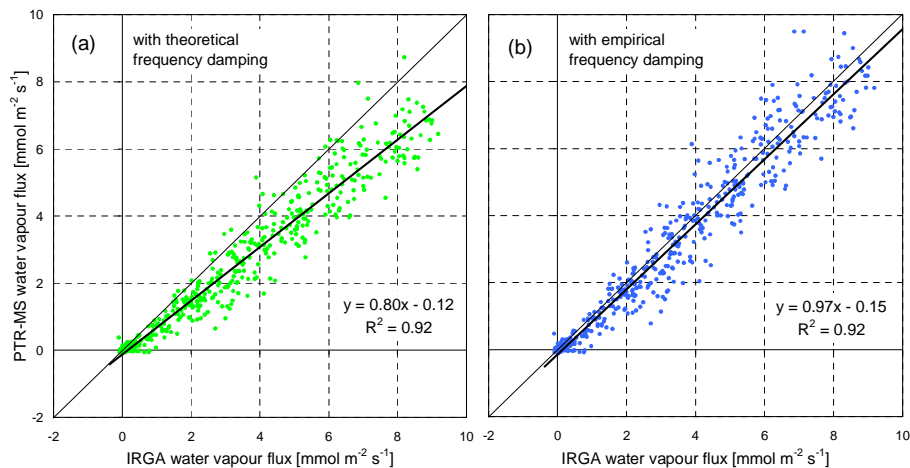 (a)
with theoretical
frequency damping
y = 0.80x - 0.12
R² = 0.92
10
8
6
4
2
0
-2
-2 0 2 4 6 8 10
PTR-MS water vapour flux [mmol m⁻² s⁻¹]
IRGA water vapour flux [mmol m⁻² s⁻¹]
(b)
with empirical
frequency damping
y = 0.97x - 0.15
R² = 0.92
-2 0 2 4 6 8 10
IRGA water vapour flux [mmol m⁻² s⁻¹]